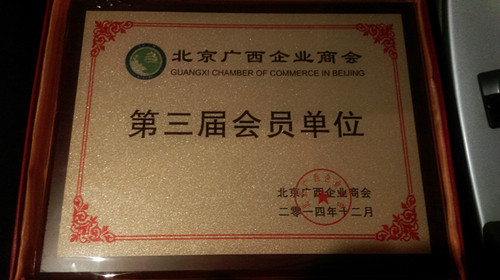 北京广西企业商会
GUANGXI CHAMBER OF COMMERCE IN BEIJING
第三届会员单位
北京广西企业商会
二〇一四年十二月